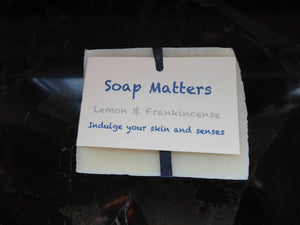 Soap Matters
Lemon & Frankincense
Indulge your skin and senses